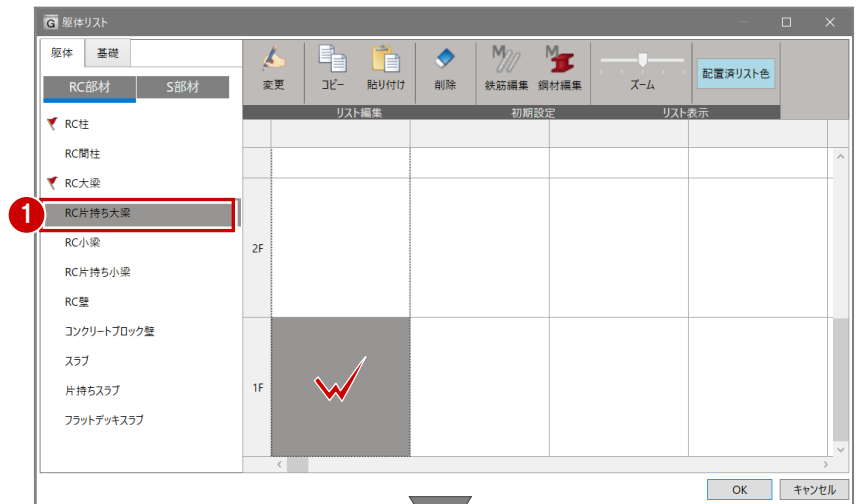 G 躯体リスト
躯体 基礎
RC部材 S部材
変更 コピー 貼り付け 削除 鉄筋編集 鋼材編集 ズーム 配置済リスト色
リスト編集 初期設定 リスト表示
RC柱
RC間柱
RC大梁
1 RC片持ち大梁
RC小梁
RC片持ち小梁
RC壁
コンクリートブロック壁
スラブ
片持ちスラブ
フラットデッキスラブ
2F
1F
OK キャンセル